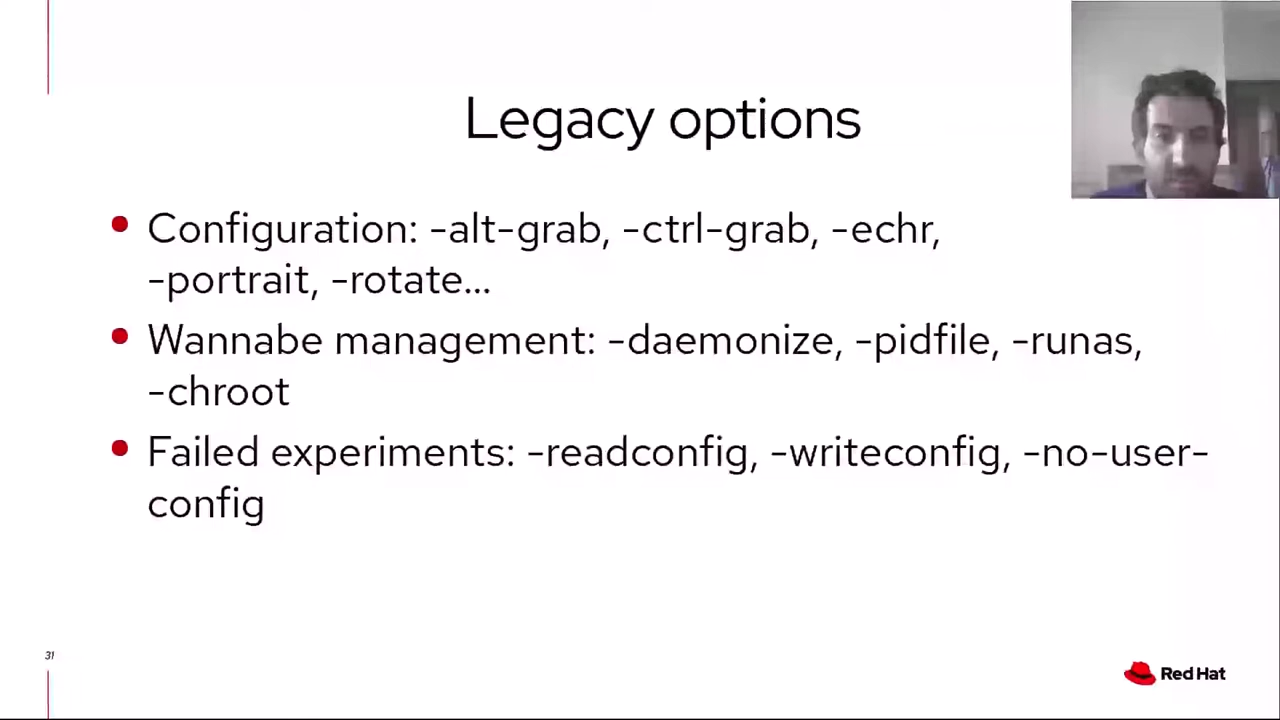 Legacy options
Configuration: -alt-grab, -ctrl-grab, -echr,
-portrait, -rotate...
Wannabe management: -daemonize, -pidfile, -runas,
-chroot
Failed experiments: -readconfig, -writeconfig, -no-user-
config
31
Red Hat